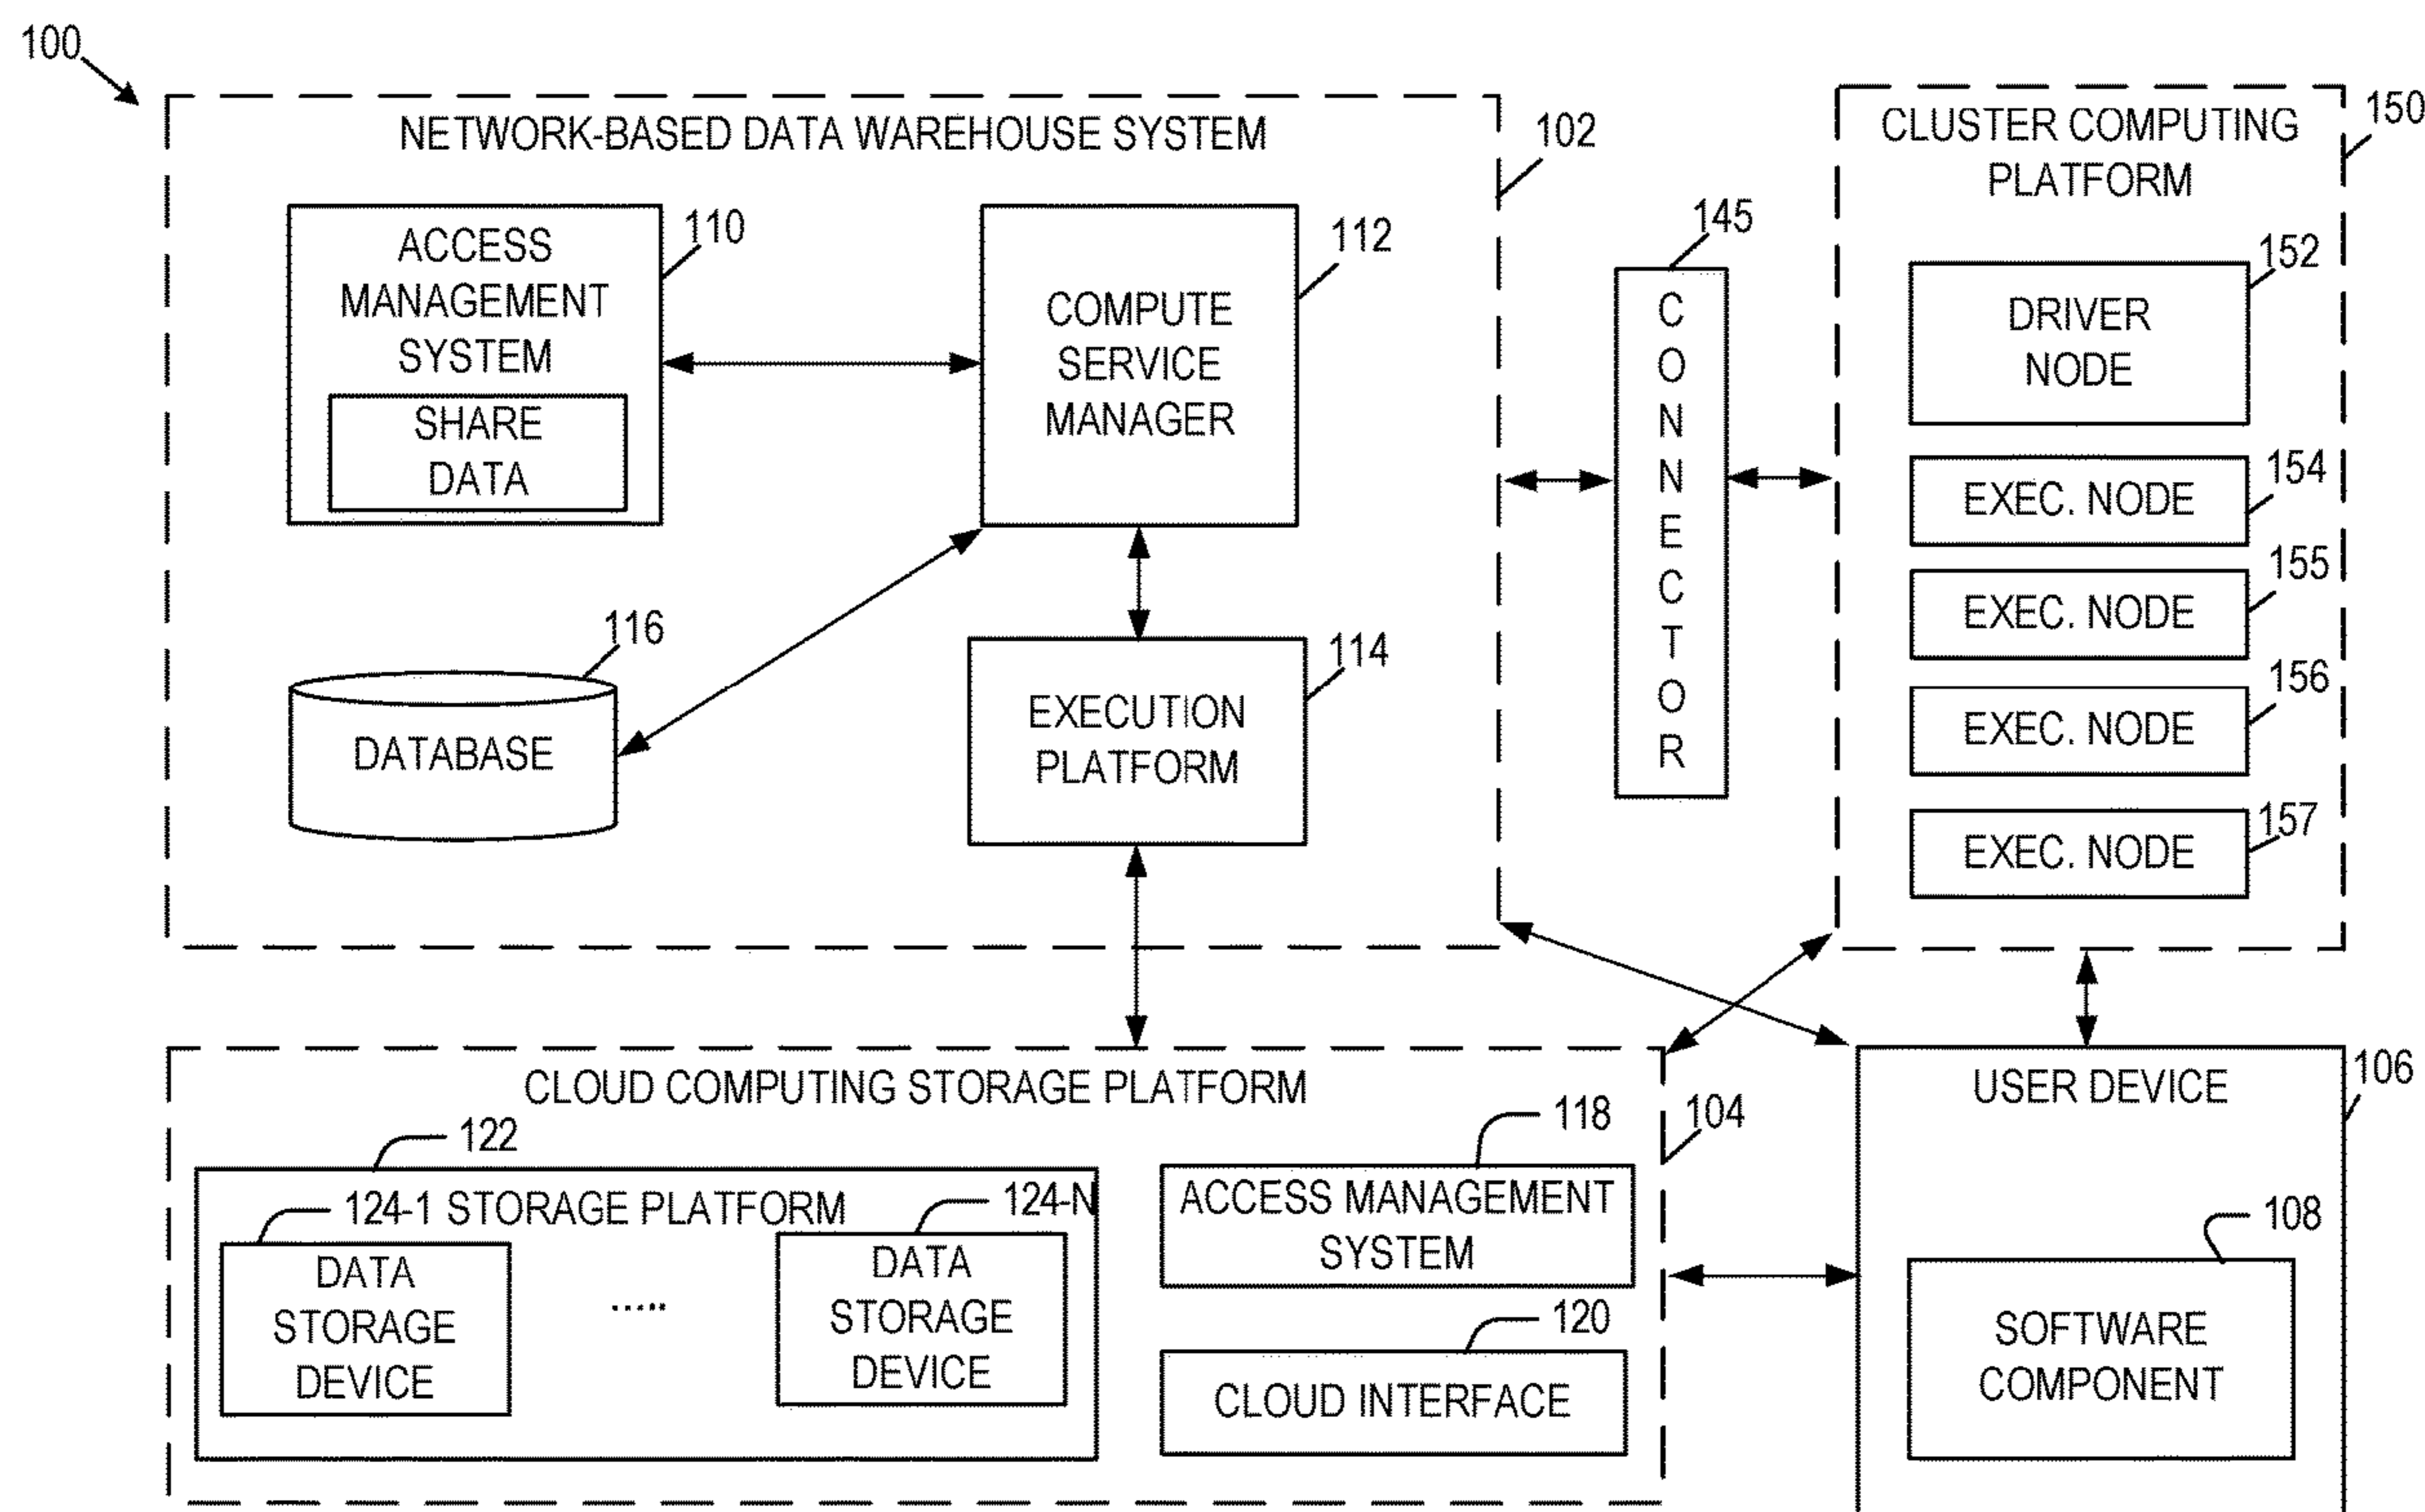 100
NETWORK-BASED DATA WAREHOUSE SYSTEM
102
ACCESS
MANAGEMENT
SYSTEM
110
SHARE
DATA
COMPUTE
SERVICE
MANAGER
112
116
DATABASE
EXECUTION
PLATFORM
114
145
C
O
N
N
E
C
T
O
R
CLUSTER COMPUTING
PLATFORM
150
DRIVER
NODE
152
EXEC. NODE
154
EXEC. NODE
155
EXEC. NODE
156
EXEC. NODE
157
CLOUD COMPUTING STORAGE PLATFORM
104
122
124-1 STORAGE PLATFORM
124-N
DATA
STORAGE
DEVICE
.....
DATA
STORAGE
DEVICE
118
ACCESS MANAGEMENT
SYSTEM
120
CLOUD INTERFACE
USER DEVICE
106
108
SOFTWARE
COMPONENT